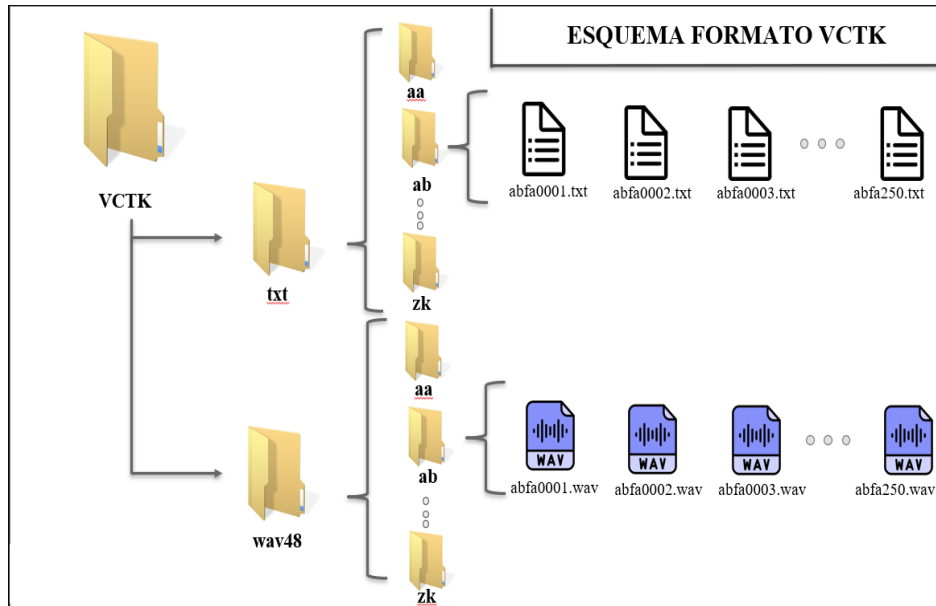 ESQUEMA FORMATO VCTK
VCTK
txt
wav48
aa
ab
zk
abfa0001.txt
abfa0002.txt
abfa0003.txt
abfa250.txt
aa
ab
zk
WAV
WAV
WAV
WAV
abfa0001.wav
abfa0002.wav
abfa0003.wav
abfa250.wav